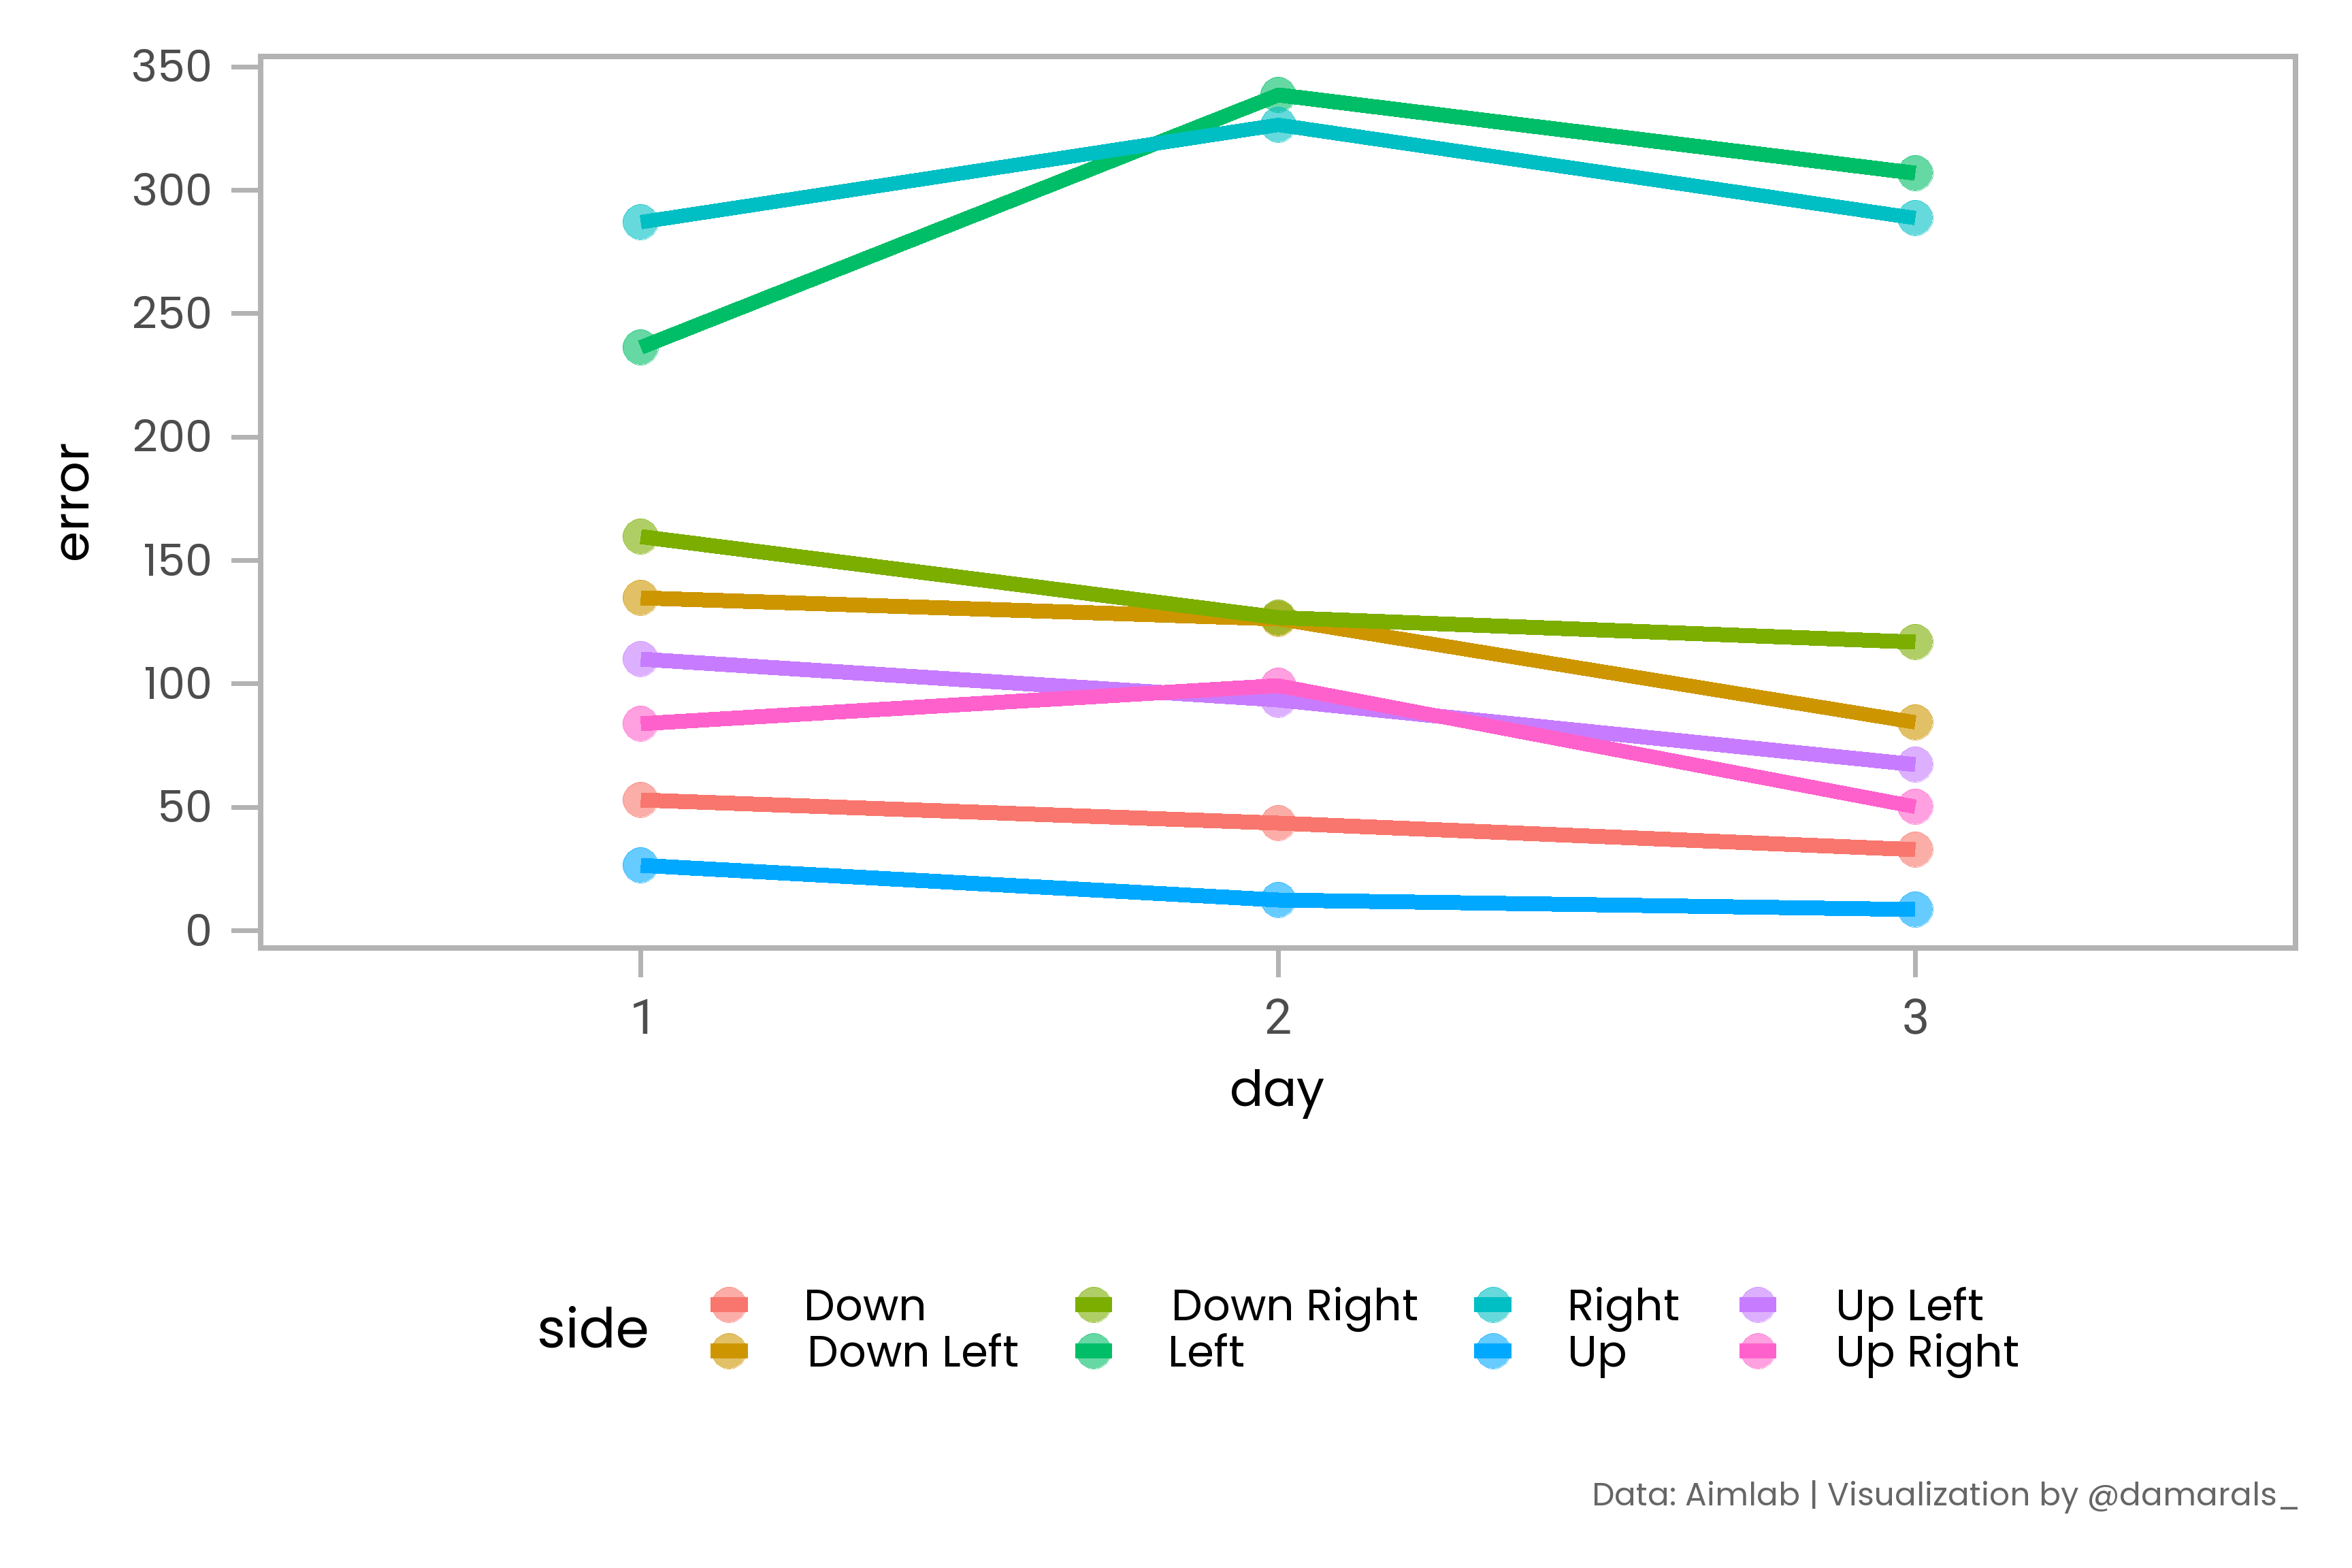 350
300
250
200
150
100
50
0
error
1 2 3
day
side
Down Down Right Right Up Left
Down Left Left Up Up Right
Data: Aimlab | Visualization by @damarals_